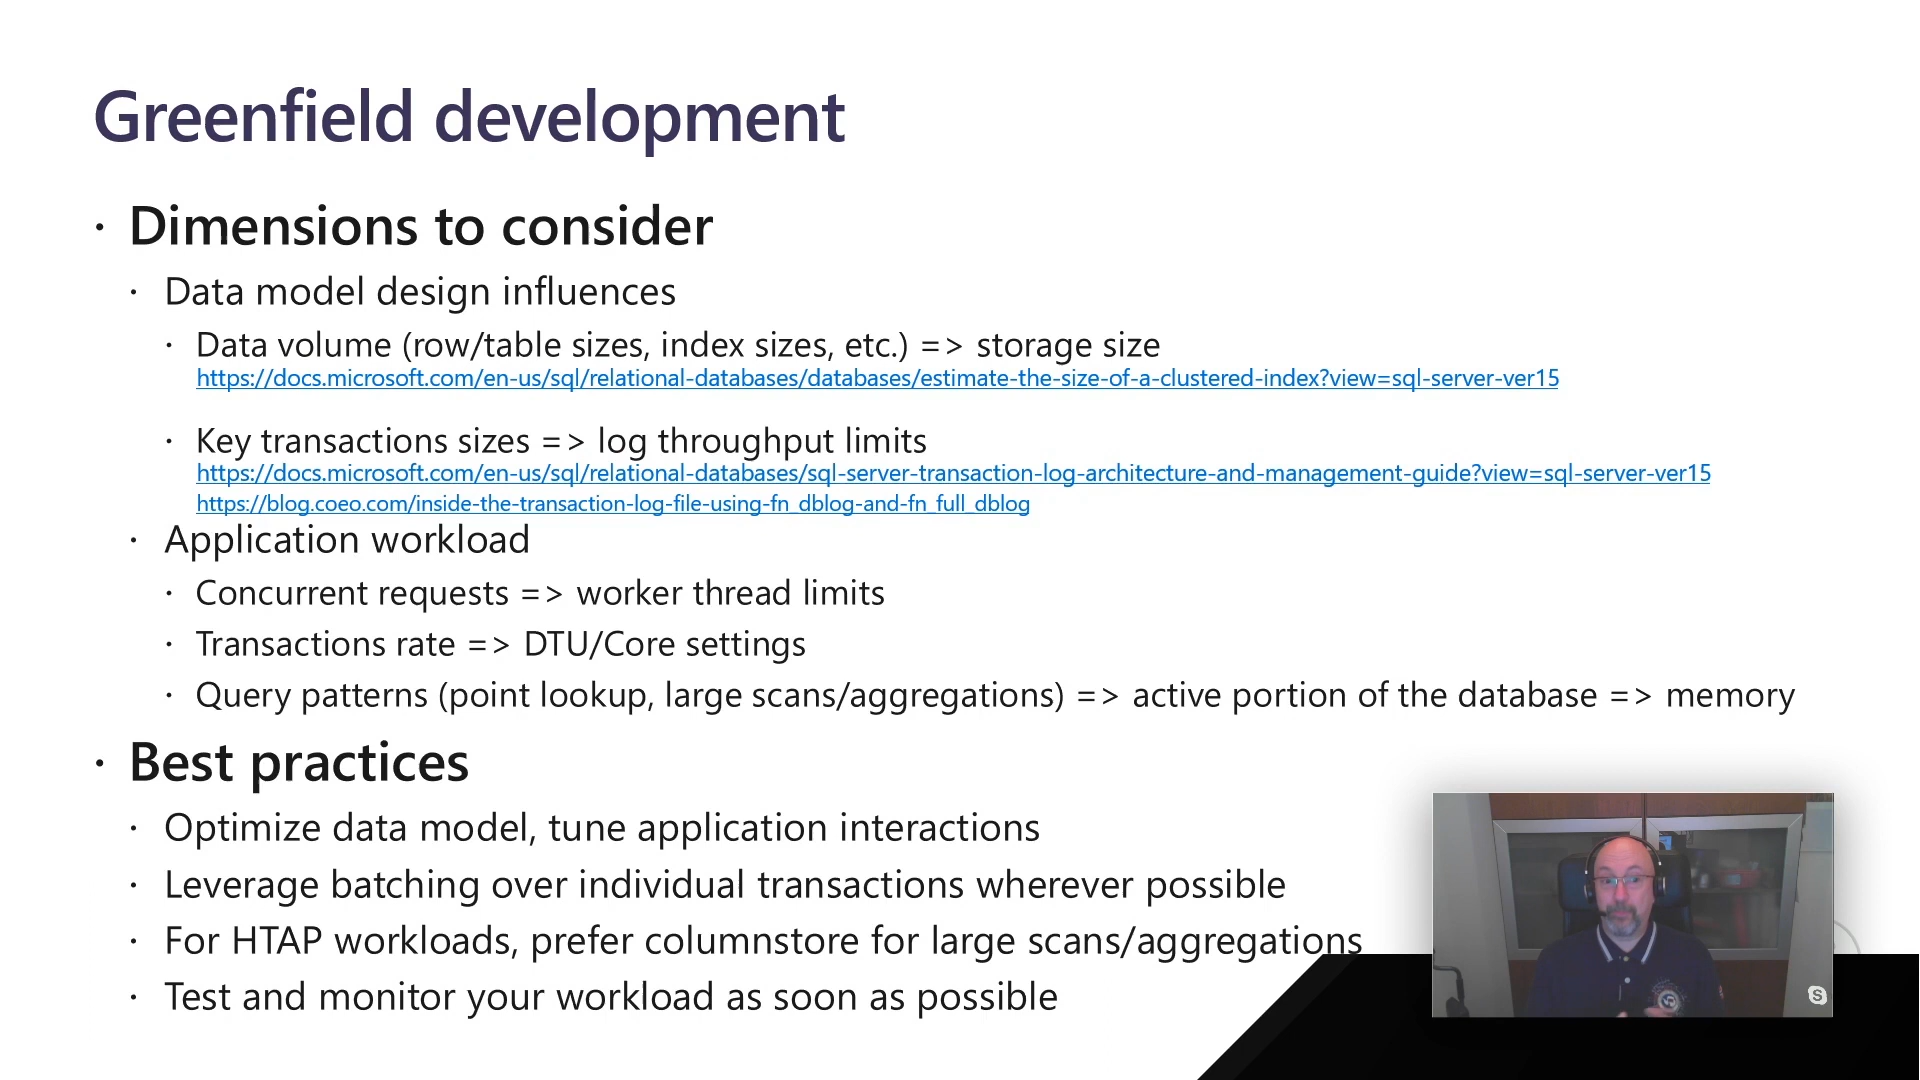 Greenfield development
· Dimensions to consider
· Data model design influences
· Data volume (row/table sizes, index sizes, etc.) => storage size
https://docs.microsoft.com/en-us/sql/relational-databases/databases/estimate-the-size-of-a-clustered-index?view=sql-server-ver15
· Key transactions sizes => log throughput limits
https://docs.microsoft.com/en-us/sql/relational-databases/sql-server-transaction-log-architecture-and-management-guide?view=sql-server-ver15
https://blog.coeo.com/inside-the-transaction-log-file-using-fn_dblog-and-fn_full_dblog
· Application workload
· Concurrent requests => worker thread limits
· Transactions rate => DTU/Core settings
· Query patterns (point lookup, large scans/aggregations) => active portion of the database => memory
· Best practices
· Optimize data model, tune application interactions
· Leverage batching over individual transactions wherever possible
· For HTAP workloads, prefer columnstore for large scans/aggregations
· Test and monitor your workload as soon as possible